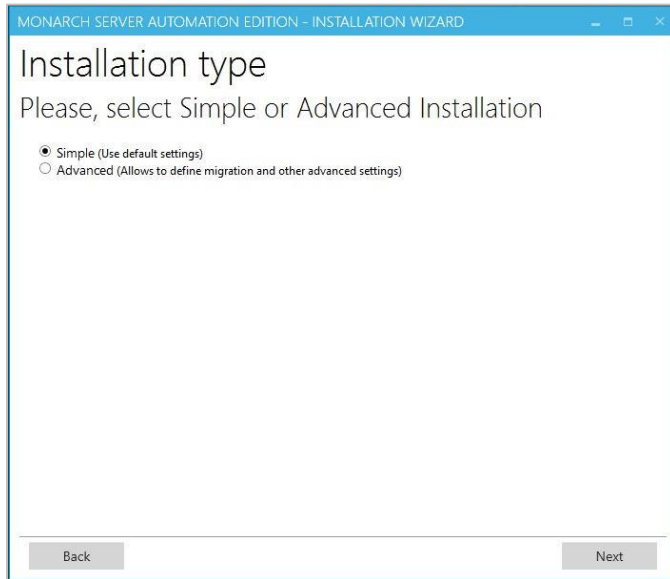 MONARCH SERVER AUTOMATION EDITION - INSTALLATION WIZARD
Installation type
Please, select Simple or Advanced Installation
Simple (Use default settings)
Advanced (Allows to define migration and other advanced settings)
Back Next